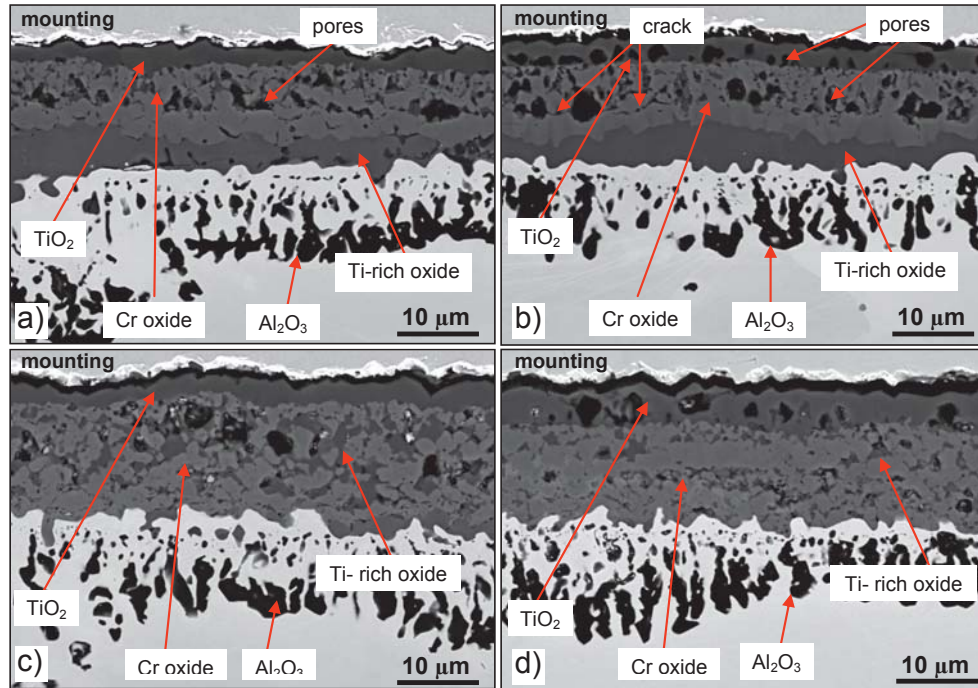 mounting
pores
TiO₂
Ti-rich oxide
a)
Cr oxide
Al₂O₃
10 µm
mounting
crack
pores
TiO₂
Ti-rich oxide
b)
Cr oxide
Al₂O₃
10 µm
mounting
TiO₂
Ti- rich oxide
c)
Cr oxide
Al₂O₃
10 µm
mounting
TiO₂
Ti- rich oxide
d)
Cr oxide
Al₂O₃
10 µm